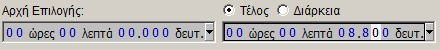 Αρχή Επιλογής: Τέλος Διάρκεια
00 ώρες 00 λεπτά 00.000 δευτ. 00 ώρες 00 λεπτά 08.800 δευτ.